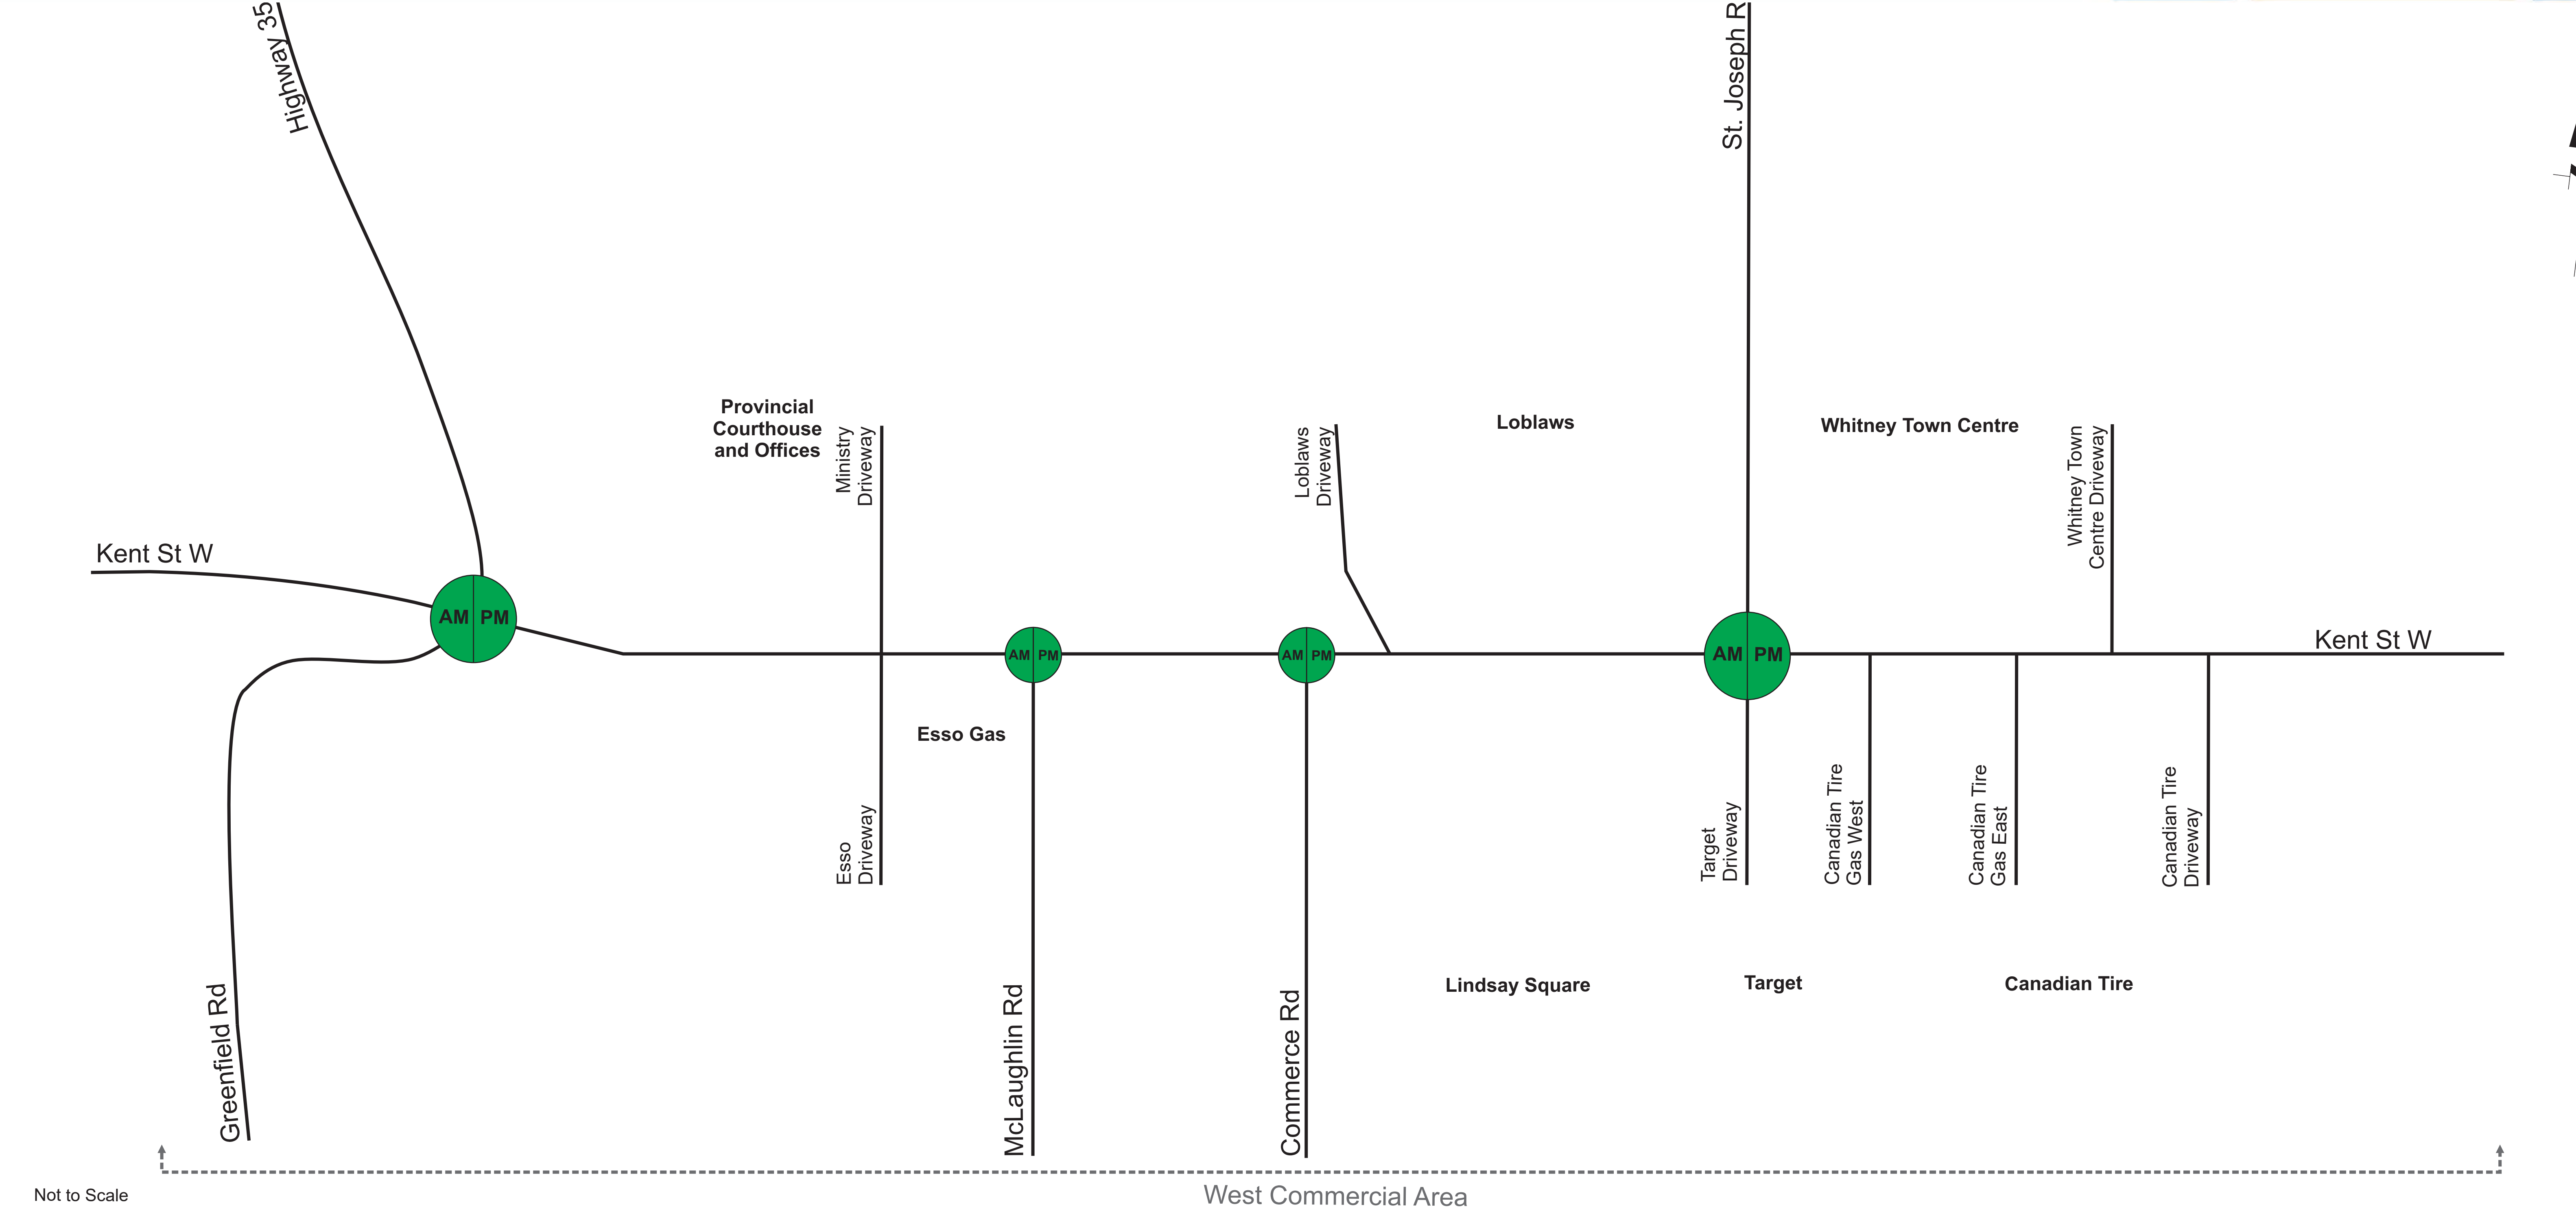 Highway 35
St. Joseph R
Provincial
Courthouse
and Offices
Ministry
Driveway
Loblaws
Driveway
Loblaws
Whitney Town Centre
Whitney Town
Centre Driveway
Kent St W
AM PM
AM PM
AM PM
AM PM
Kent St W
Esso Gas
Esso
Driveway
Target
Driveway
Canadian Tire
Gas West
Canadian Tire
Gas East
Canadian Tire
Driveway
Greenfield Rd
McLaughlin Rd
Commerce Rd
Lindsay Square
Target
Canadian Tire
Not to Scale
West Commercial Area